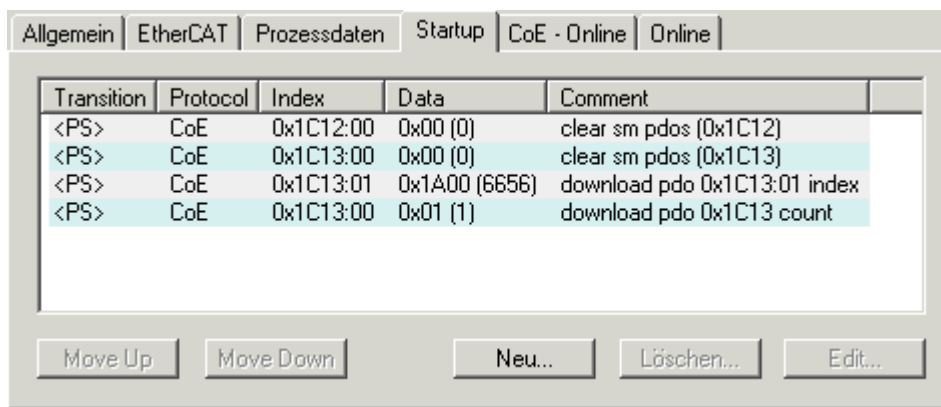 Allgemein EtherCAT Prozessdaten Startup CoE - Online Online
Transition Protocol Index Data Comment
<PS> CoE 0x1C12:00 0x00 (0) clear sm pdos (0x1C12)
<PS> CoE 0x1C13:00 0x00 (0) clear sm pdos (0x1C13)
<PS> CoE 0x1C13:01 0x1A00 (6656) download pdo 0x1C13:01 index
<PS> CoE 0x1C13:00 0x01 (1) download pdo 0x1C13 count
Move Up Move Down Neu... Löschen... Edit...